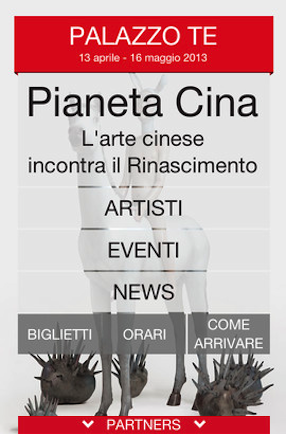 PALAZZO TE
13 aprile - 16 maggio 2013
Pianeta Cina
L'arte cinese
incontra il Rinascimento
ARTISTI
EVENTI
NEWS
BIGLIETTI
ORARI
COME
ARRIVARE
PARTNERS